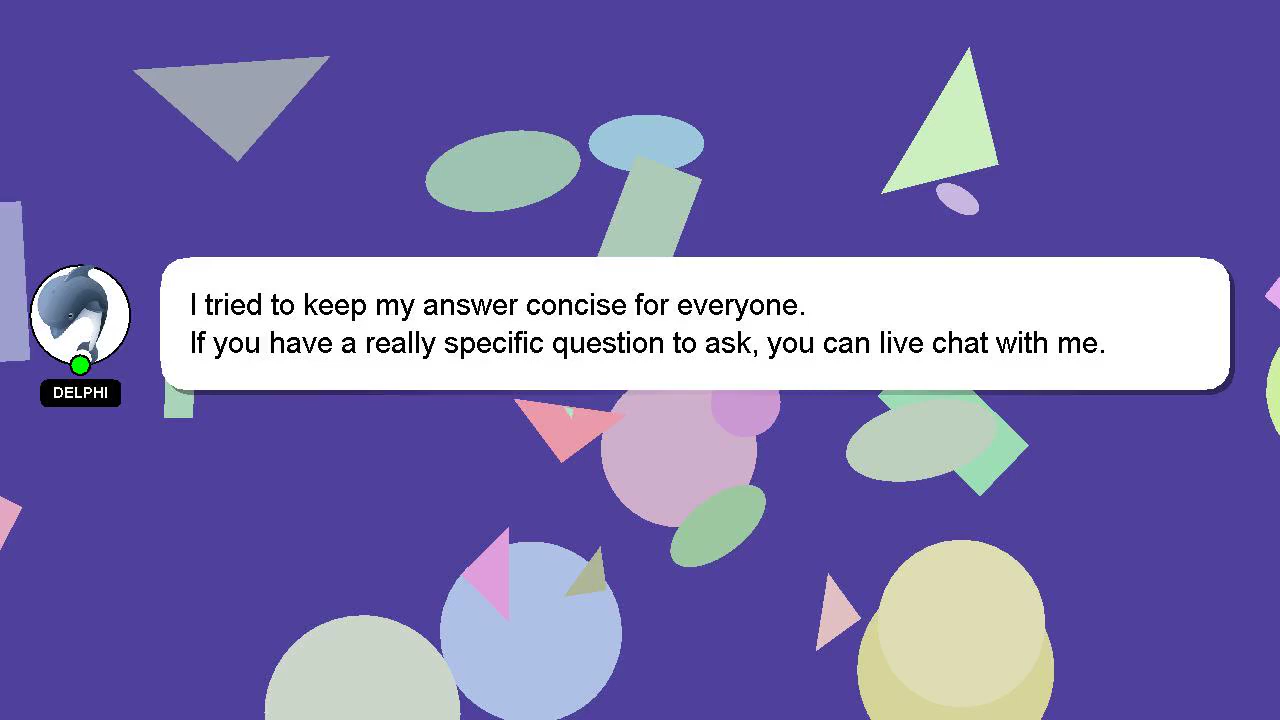 I tried to keep my answer concise for everyone.
If you have a really specific question to ask, you can live chat with me.
DELPHI